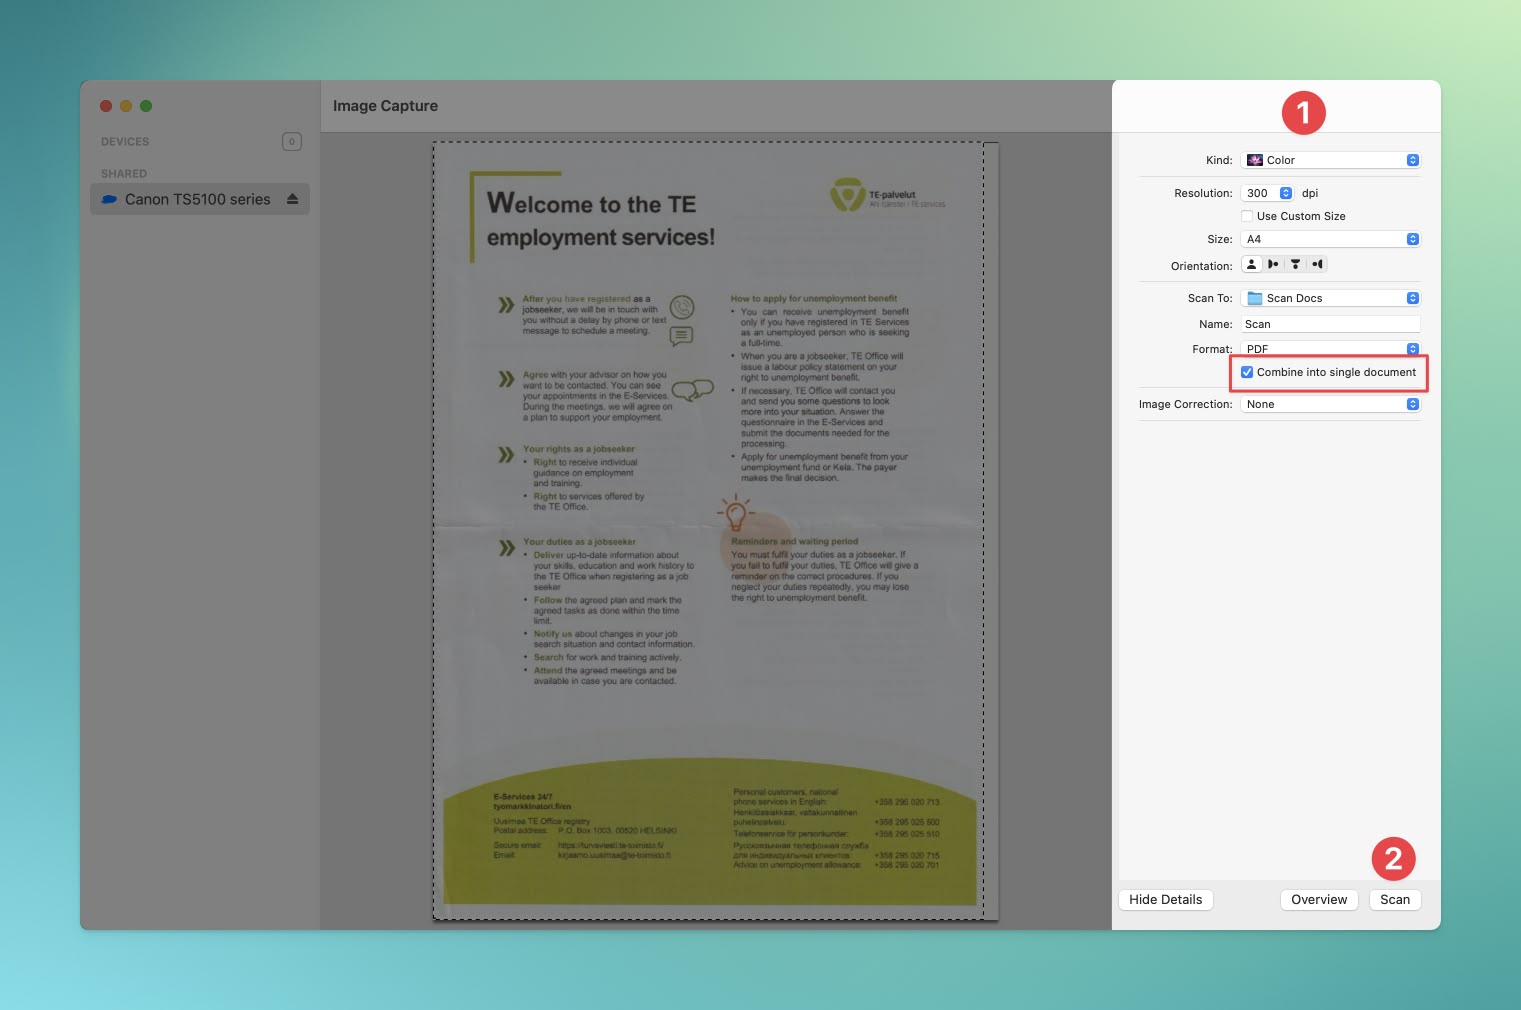 Image Capture
DEVICES
0
SHARED
Canon TS5100 series
Welcome to the TE
employment services!
TE-palvelut
AN-tjänster • TE-services
After you have registered as a
jobseeker, we will be in touch with
you without a delay by phone or text
message to schedule a meeting.
Agree with your advisor on how you
want to be contacted. You can see
your appointments in the E-Services.
During the meetings, we will agree on
a plan to support your employment.
Your rights as a jobseeker
• Right to receive individual
guidance on employment
and training.
• Right to services offered by
the TE Office.
Your duties as a jobseeker
• Deliver up-to-date information about
your skills, education and work history to
the TE Office when registering as a job
seeker
• Follow the agreed plan and mark the
agreed tasks as done within the time
limit.
• Notify us about changes in your job
search situation and contact information.
• Search for work and training actively.
• Attend the agreed meetings and be
available in case you are contacted.
How to apply for unemployment benefit
• You can receive unemployment benefit
only if you have registered in TE Services
as an unemployed person who is seeking
a full-time.
• When you are a jobseeker, TE Office will
issue a labour policy statement on your
right to unemployment benefit.
• If necessary, TE Office will contact you
and send you some questions to look
more into your situation. Answer the
questionnaire in the E-Services and
submit the documents needed for the
processing.
• Apply for unemployment benefit from your
unemployment fund or Kela. The payer
makes the final decision.
Reminders and waiting period
You must fulfil your duties as a jobseeker. If
you fail to fulfil your duties, TE Office will give a
reminder on the correct procedures. If you
neglect your duties repeatedly, you may lose
the right to unemployment benefit.
E-Services 24/7
tyomarkkinatori.fi/en
Uusimaa TE Office registry
Postal address: P.O. Box 1003, 00520 HELSINKI
Secure email: https://turvaviesti.te-toimisto.fi/
Email: kirjaamo.uusimaa@te-toimisto.fi
Personal customers, national
phone services in English: +358 295 020 713
Henkilöasiakkaat, valtakunnallinen
puhelinpalvelu: +358 295 025 500
Telefonservice för personkunder: +358 295 025 510
Русскоязычная телефонная служба
для индивидуальных клиентов: +358 295 020 715
Advice on unemployment allowance: +358 295 020 701
1
Kind: Color
Resolution: 300 dpi
Use Custom Size
Size: A4
Orientation:
Scan To: Scan Docs
Name: Scan
Format: PDF
Combine into single document
Image Correction: None
2
Hide Details
Overview
Scan